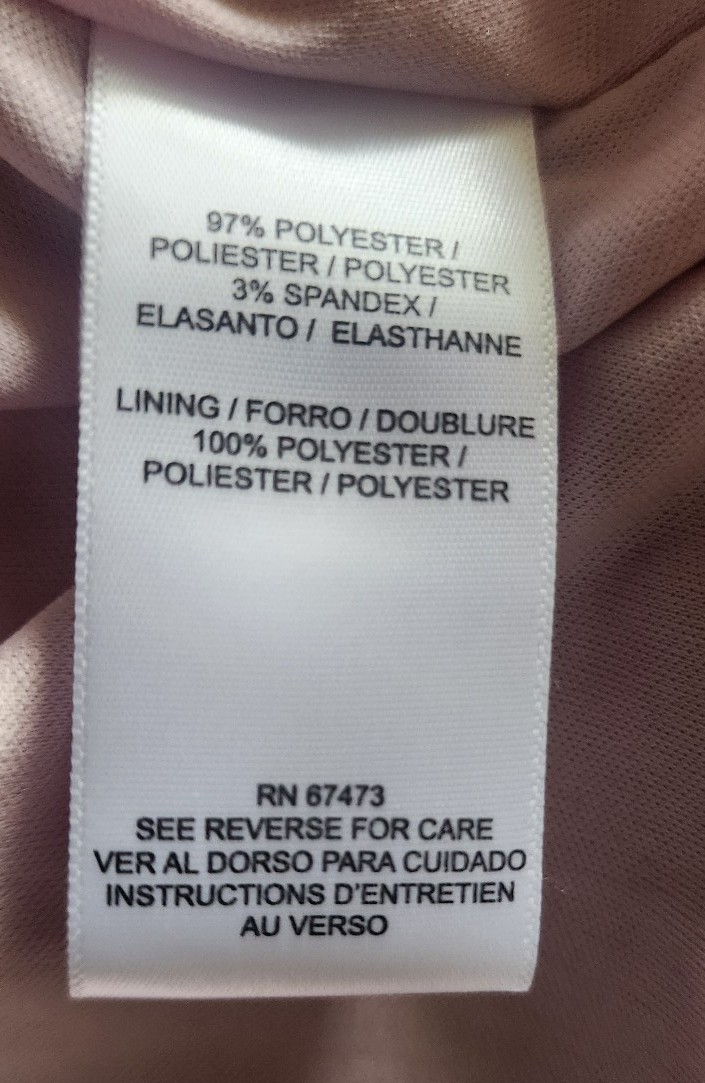 97% POLYESTER /
POLIESTER / POLYESTER
3% SPANDEX /
ELASANTO / ELASTHANNE
LINING / FORRO / DOUBLURE
100% POLYESTER /
POLIESTER / POLYESTER
RN 67473
SEE REVERSE FOR CARE
VER AL DORSO PARA CUIDADO
INSTRUCTIONS D'ENTRETIEN
AU VERSO